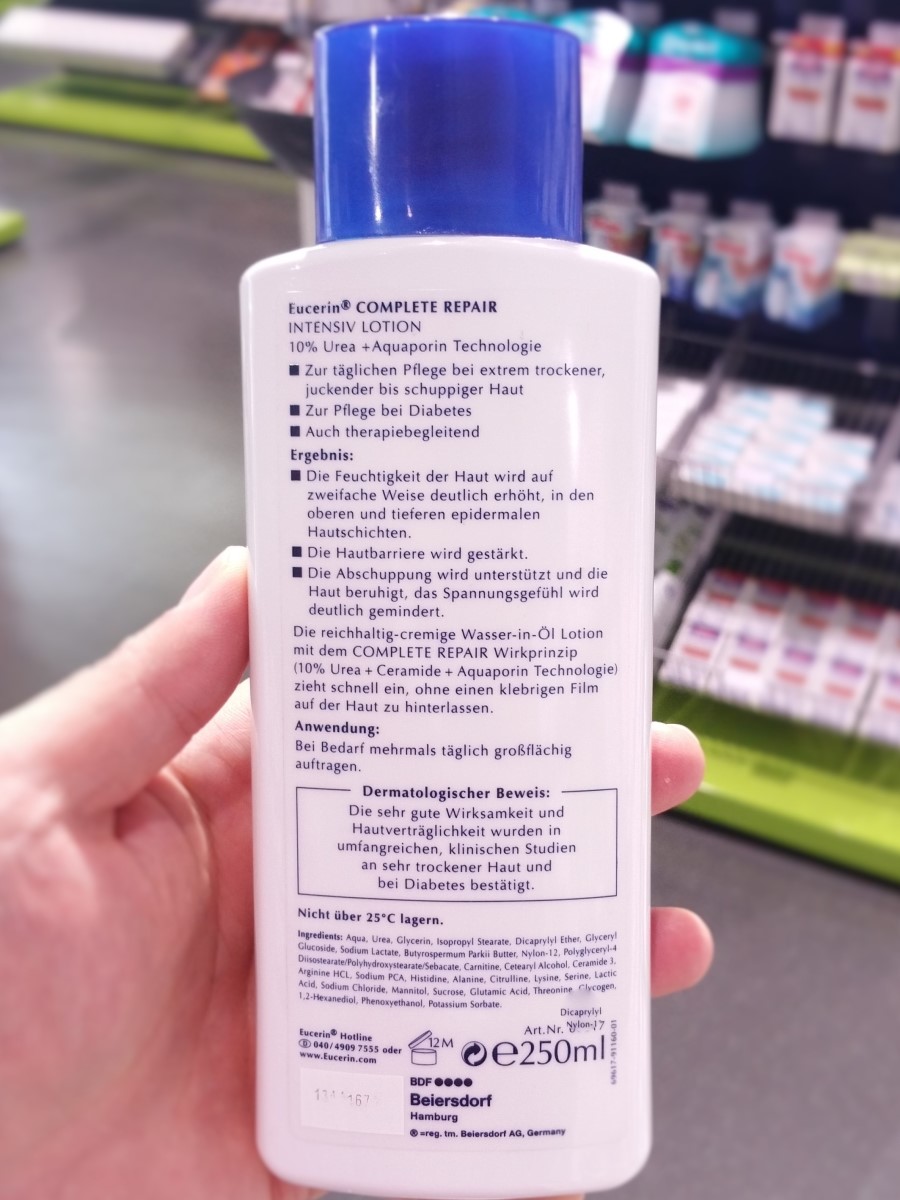 Eucerin® COMPLETE REPAIR
INTENSIV LOTION
10% Urea +Aquaporin Technologie
■ Zur täglichen Pflege bei extrem trockener,
juckender bis schuppiger Haut
■ Zur Pflege bei Diabetes
■ Auch therapiebegleitend
Ergebnis:
■ Die Feuchtigkeit der Haut wird auf
zweifache Weise deutlich erhöht, in den
oberen und tieferen epidermalen
Hautschichten.
■ Die Hautbarriere wird gestärkt.
■ Die Abschuppung wird unterstützt und die
Haut beruhigt, das Spannungsgefühl wird
deutlich gemindert.
Die reichhaltig-cremige Wasser-in-Öl Lotion
mit dem COMPLETE REPAIR Wirkprinzip
(10% Urea + Ceramide + Aquaporin Technologie)
zieht schnell ein, ohne einen klebrigen Film
auf der Haut zu hinterlassen.
Anwendung:
Bei Bedarf mehrmals täglich großflächig
auftragen.
Dermatologischer Beweis:
Die sehr gute Wirksamkeit und
Hautverträglichkeit wurden in
umfangreichen, klinischen Studien
an sehr trockener Haut und
bei Diabetes bestätigt.
Nicht über 25°C lagern.
Ingredients: Aqua, Urea, Glycerin, Isopropyl Stearate, Dicaprylyl Ether, Glyceryl
Glucoside, Sodium Lactate, Butyrospermum Parkii Butter, Nylon-12, Polyglyceryl-4
Diisostearate/Polyhydroxystearate/Sebacate, Carnitine, Cetearyl Alcohol, Ceramide 3,
Arginine HCL, Sodium PCA, Histidine, Alanine, Citrulline, Lysine, Serine, Lactic
Acid, Sodium Chloride, Mannitol, Sucrose, Glutamic Acid, Threonine, Glycogen,
1,2-Hexanediol, Phenoxyethanol, Potassium Sorbate.
Dicaprylyl
Art.Nr.
Eucerin® Hotline
D 040/4909 7555 oder
www.Eucerin.com
12M
℮250ml
69617-91160-01
BDF ●●●●
Beiersdorf
Hamburg
® =reg. tm. Beiersdorf AG, Germany